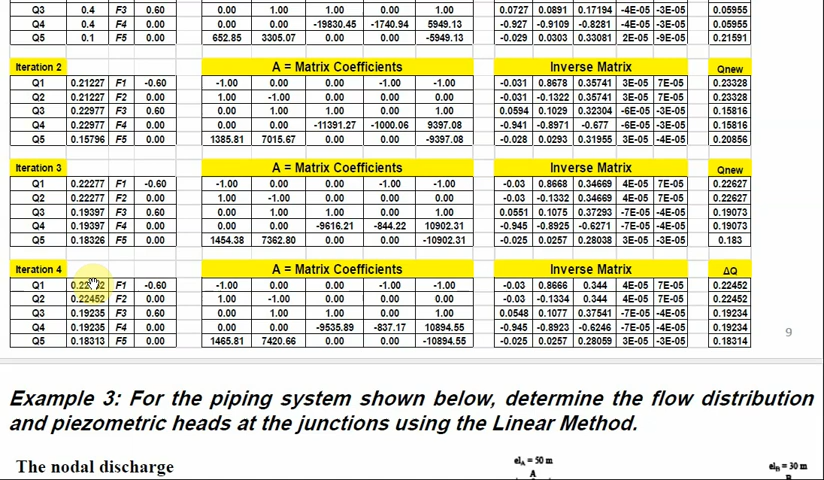 Q3 0.4 F3 0.60 0.00 1.00 1.00 0.00 1.00 0.0727 0.0891 0.17194 -4E-05 -3E-05 0.05955
Q4 0.4 F4 0.00 0.00 0.00 -19830.45 -1740.94 5949.13 -0.927 -0.9109 -0.8281 -4E-05 -3E-05 0.05955
Q5 0.1 F5 0.00 652.85 3305.07 0.00 0.00 -5949.13 -0.029 0.0303 0.33081 2E-05 -9E-05 0.21591
Iteration 2 A = Matrix Coefficients Inverse Matrix Qnew
Q1 0.21227 F1 -0.60 -1.00 0.00 0.00 -1.00 -1.00 -0.031 0.8678 0.35741 3E-05 7E-05 0.23328
Q2 0.21227 F2 0.00 1.00 -1.00 0.00 0.00 0.00 -0.031 -0.1322 0.35741 3E-05 7E-05 0.23328
Q3 0.22977 F3 0.60 0.00 1.00 1.00 0.00 1.00 0.0594 0.1029 0.32304 -6E-05 -3E-05 0.15816
Q4 0.22977 F4 0.00 0.00 0.00 -11391.27 -1000.06 9397.08 -0.941 -0.8971 -0.677 -6E-05 -3E-05 0.15816
Q5 0.15796 F5 0.00 1385.81 7015.67 0.00 0.00 -9397.08 -0.028 0.0293 0.31955 3E-05 -4E-05 0.20856
Iteration 3 A = Matrix Coefficients Inverse Matrix Qnew
Q1 0.22277 F1 -0.60 -1.00 0.00 0.00 -1.00 -1.00 -0.03 0.8668 0.34669 4E-05 7E-05 0.22627
Q2 0.22277 F2 0.00 1.00 -1.00 0.00 0.00 0.00 -0.03 -0.1332 0.34669 4E-05 7E-05 0.22627
Q3 0.19397 F3 0.60 0.00 1.00 1.00 0.00 1.00 0.0551 0.1075 0.37293 -7E-05 -4E-05 0.19073
Q4 0.19397 F4 0.00 0.00 0.00 -9616.21 -844.22 10902.31 -0.945 -0.8925 -0.6271 -7E-05 -4E-05 0.19073
Q5 0.18326 F5 0.00 1454.38 7362.80 0.00 0.00 -10902.31 -0.025 0.0257 0.28038 3E-05 -3E-05 0.183
Iteration 4 A = Matrix Coefficients Inverse Matrix ΔQ
Q1 F1 -0.60 -1.00 0.00 0.00 -1.00 -1.00 -0.03 0.8666 0.344 4E-05 7E-05 0.22452
Q2 0.22452 F2 0.00 1.00 -1.00 0.00 0.00 0.00 -0.03 -0.1334 0.344 4E-05 7E-05 0.22452
Q3 0.19235 F3 0.60 0.00 1.00 1.00 0.00 1.00 0.0548 0.1077 0.37541 -7E-05 -4E-05 0.19234
Q4 0.19235 F4 0.00 0.00 0.00 -9535.89 -837.17 10894.55 -0.945 -0.8923 -0.6246 -7E-05 -4E-05 0.19234
Q5 0.18313 F5 0.00 1465.81 7420.66 0.00 0.00 -10894.55 -0.025 0.0257 0.28059 3E-05 -3E-05 0.18314
9
Example 3: For the piping system shown below, determine the flow distribution
and piezometric heads at the junctions using the Linear Method.
The nodal discharge
elA = 50 m
A
elB = 30 m